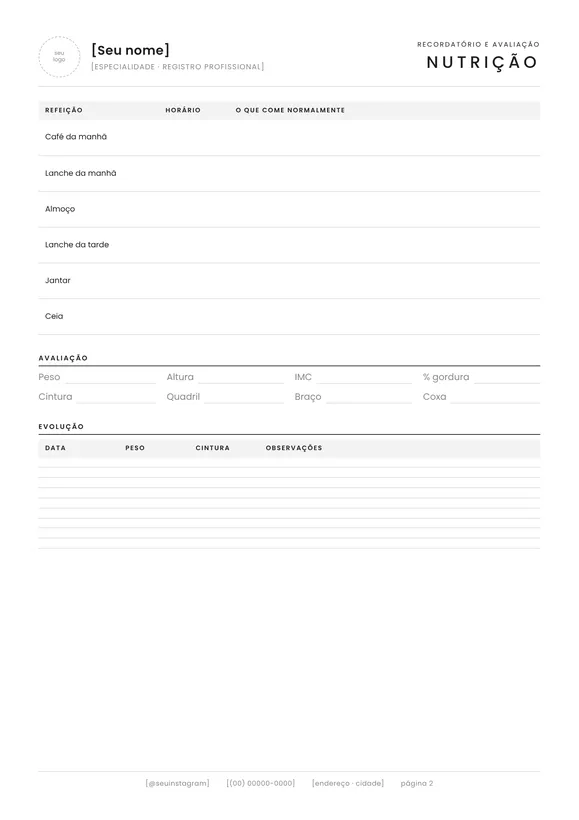 seu
logo
[Seu nome]
[ESPECIALIDADE · REGISTRO PROFISSIONAL]
RECORDATÓRIO E AVALIAÇÃO
NUTRIÇÃO
REFEIÇÃO HORÁRIO O QUE COME NORMALMENTE
Café da manhã
Lanche da manhã
Almoço
Lanche da tarde
Jantar
Ceia
AVALIAÇÃO
Peso Altura IMC % gordura
Cintura Quadril Braço Coxa
EVOLUÇÃO
DATA PESO CINTURA OBSERVAÇÕES
[@seuinstagram] [(00) 00000-0000] [endereço · cidade] página 2